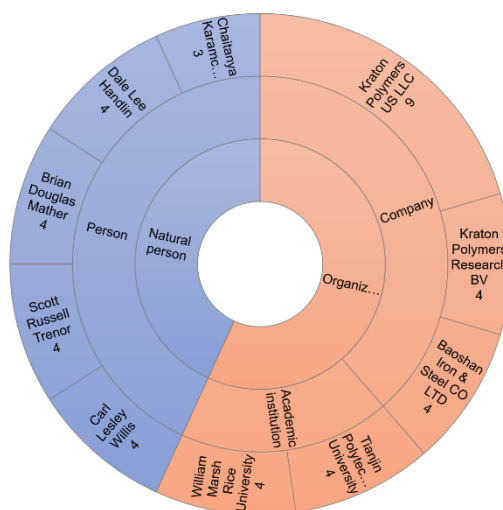 Chaitanya
Karamc...
3
Dale Lee
Handlin
4
Brian
Douglas
Mather
4
Scott
Russell
Trenor
4
Carl
Lesley
Willis
4
Person
Natural
person
Kraton
Polymers
US LLC
9
Company
Kraton
Polymers
Research
BV
4
Organiz...
Baoshan
Iron &
Steel CO
LTD
4
Academic
institution
Tianjin
Polytec...
University
4
William
Marsh
Rice
University
4